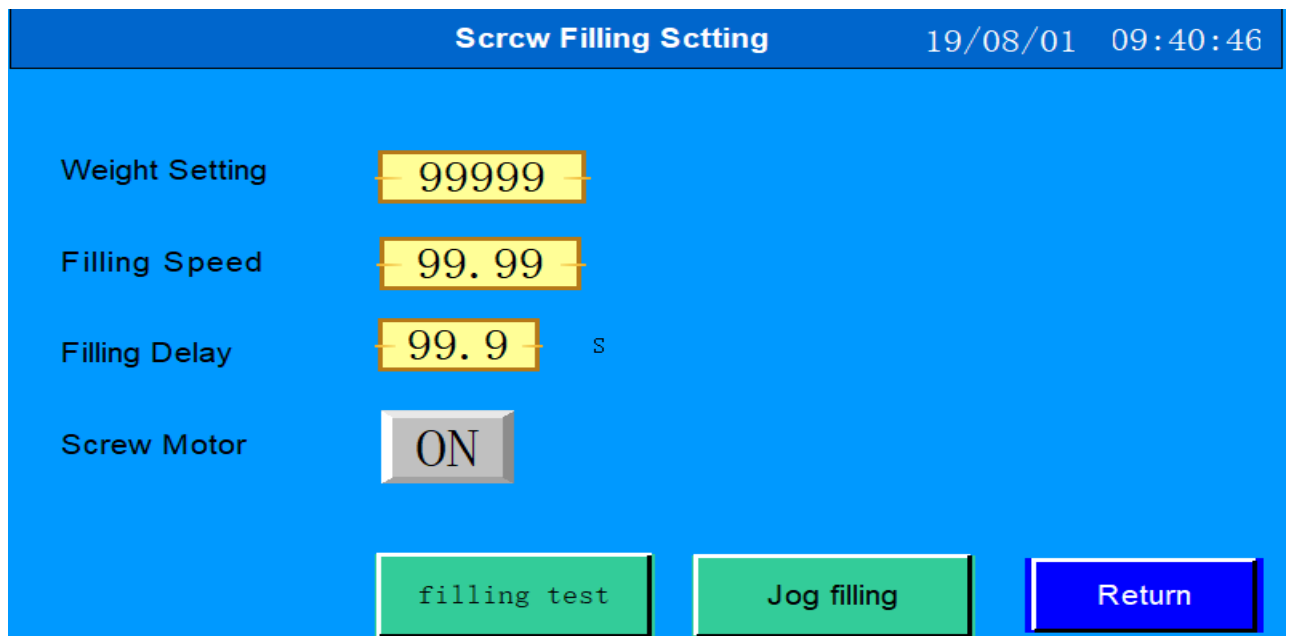 Scrcw Filling Sctting 19/08/01 09:40:46
Weight Setting 99999
Filling Speed 99.99
Filling Delay 99.9 S
Screw Motor ON
filling test Jog filling Return